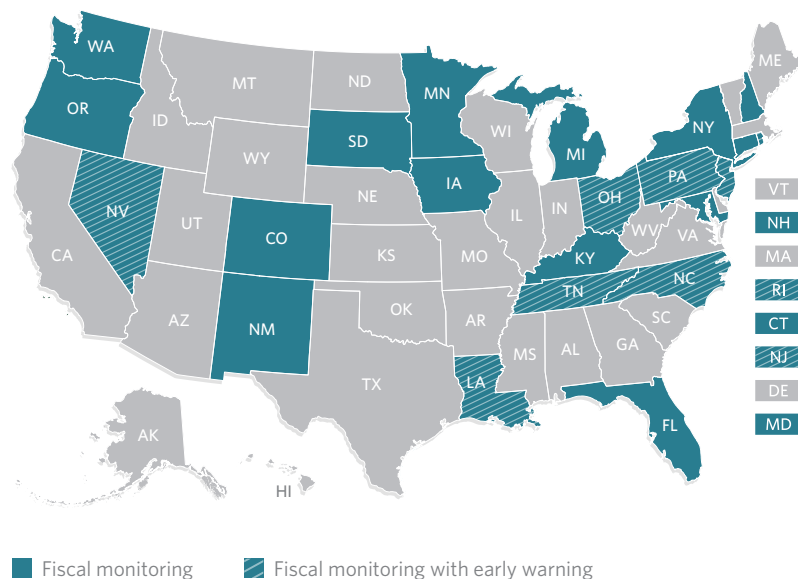 WA
ME
MT
ND
MN
OR
ID
WI
NY
SD
MI
WY
IA
PA
NE
OH
NV
IL
IN
UT
CO
WV
VA
CA
KS
MO
KY
NC
TN
OK
AZ
NM
AR
SC
MS
AL
GA
LA
TX
FL
AK
HI
VT
NH
MA
RI
CT
NJ
DE
MD
Fiscal monitoring
Fiscal monitoring with early warning